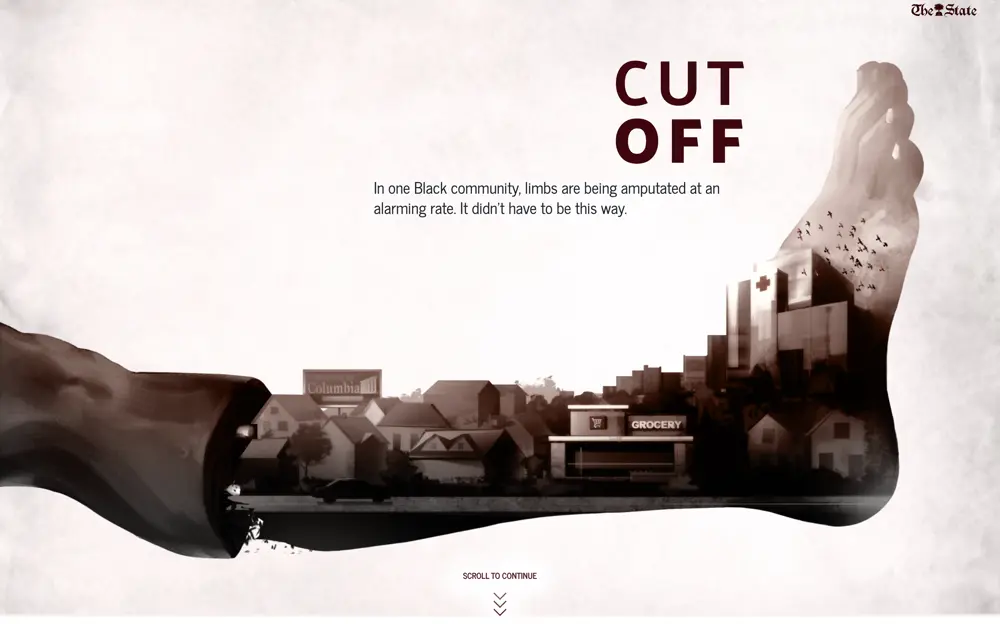 The State
CUT
OFF
In one Black community, limbs are being amputated at an
alarming rate. It didn't have to be this way.
Columbia
GROCERY
SCROLL TO CONTINUE